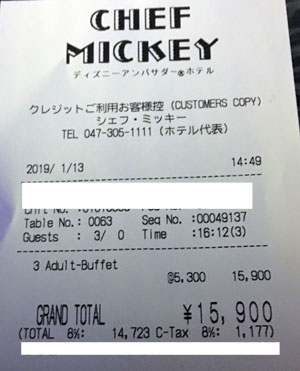 CHEF
MICKEY
ディズニーアンバサダー®ホテル
クレジットご利用お客様控 (CUSTOMERS COPY)
シェフ・ミッキー
TEL 047-305-1111 (ホテル代表)
2019/ 1/13 14:49
Table No.: 0063 Seq No.:00049137
Guests : 3/ 0 Time :16:12(3)
3 Adult-Buffet
@5,300 15,900
GRAND TOTAL ¥15,900
(TOTAL 8%: 14,723 C-Tax 8%: 1,177)